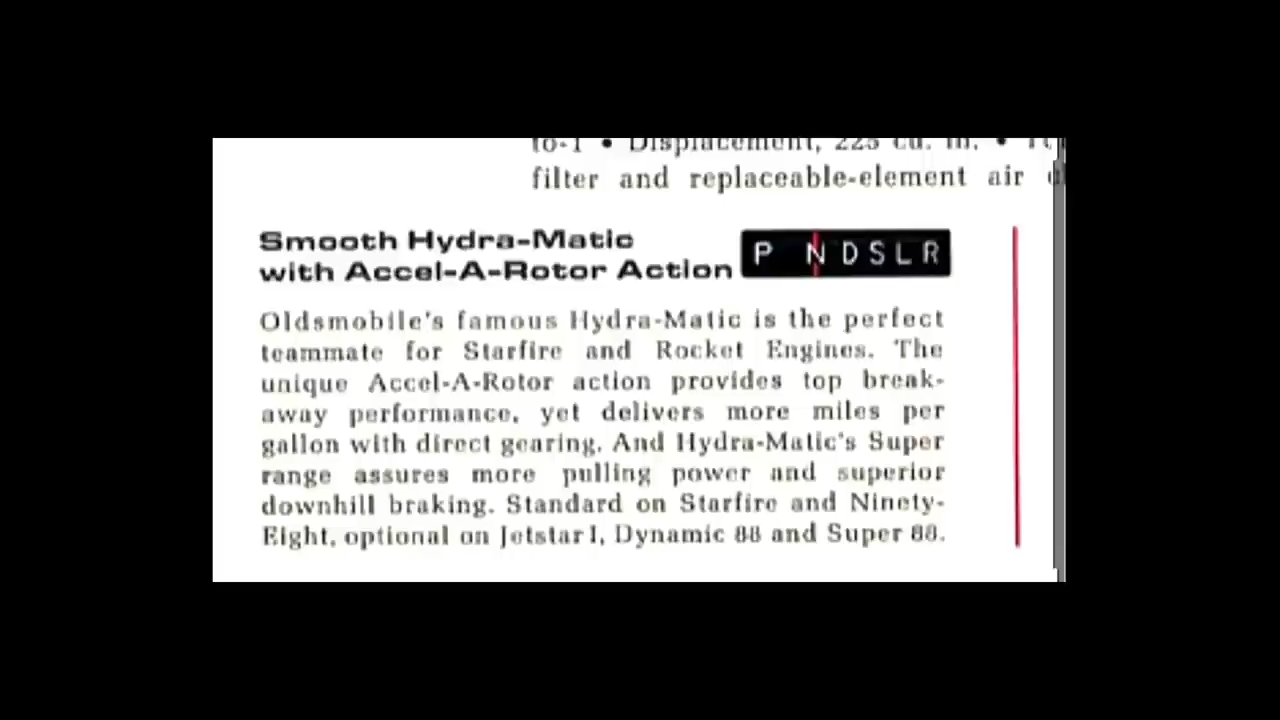 to-1 • Displacement, 225 cu. in. •
filter and replaceable-element air
Smooth Hydra-Matic
with Accel-A-Rotor Action
P N D S L R
Oldsmobile's famous Hydra-Matic is the perfect
teammate for Starfire and Rocket Engines. The
unique Accel-A-Rotor action provides top break-
away performance, yet delivers more miles per
gallon with direct gearing. And Hydra-Matic's Super
range assures more pulling power and superior
downhill braking. Standard on Starfire and Ninety-
Eight, optional on Jetstar I, Dynamic 88 and Super 88.